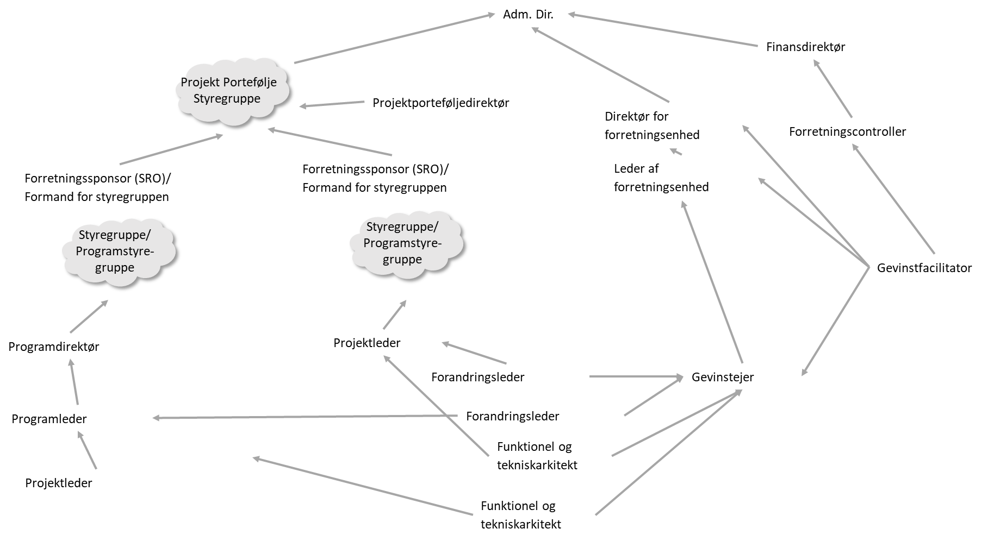 Adm. Dir.
Finansdirektør
Projekt Portefølje
Styregruppe
Projektporteføljedirektør
Direktør for
forretningsenhed
Forretningscontroller
Leder af
forretningsenhed
Forretningssponsor (SRO)/
Formand for styregruppen
Forretningssponsor (SRO)/
Formand for styregruppen
Styregruppe/
Programstyre-
gruppe
Styregruppe/
Programstyre-
gruppe
Gevinstfacilitator
Programdirektør
Projektleder
Forandringsleder
Gevinstejer
Programleder
Forandringsleder
Funktionel og
tekniskarkitekt
Projektleder
Funktionel og
tekniskarkitekt